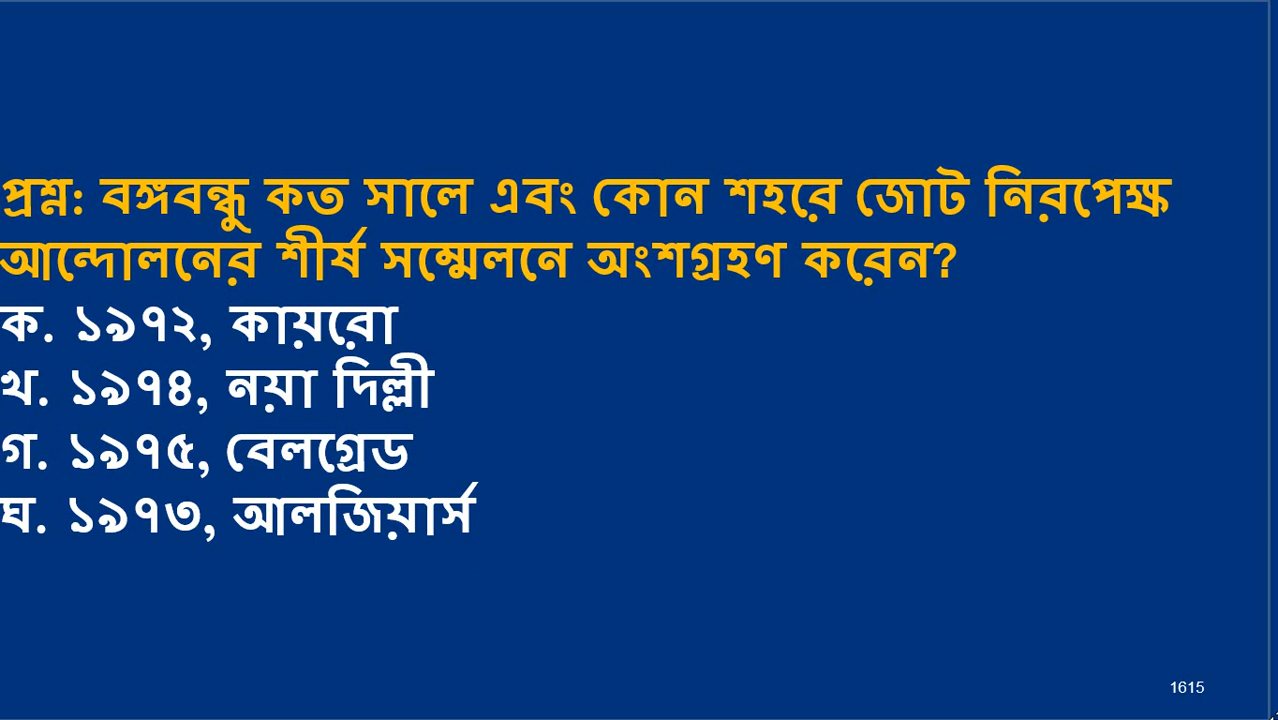 প্রশ্ন: বঙ্গবন্ধু কত সালে এবং কোন শহরে জোট নিরপেক্ষ
আন্দোলনের শীর্ষ সম্মেলনে অংশগ্রহণ করেন?
ক. ১৯৭২, কায়রো
খ. ১৯৭৪, নয়া দিল্লী
গ. ১৯৭৫, বেলগ্রেড
ঘ. ১৯৭৩, আলজিয়ার্স
1615